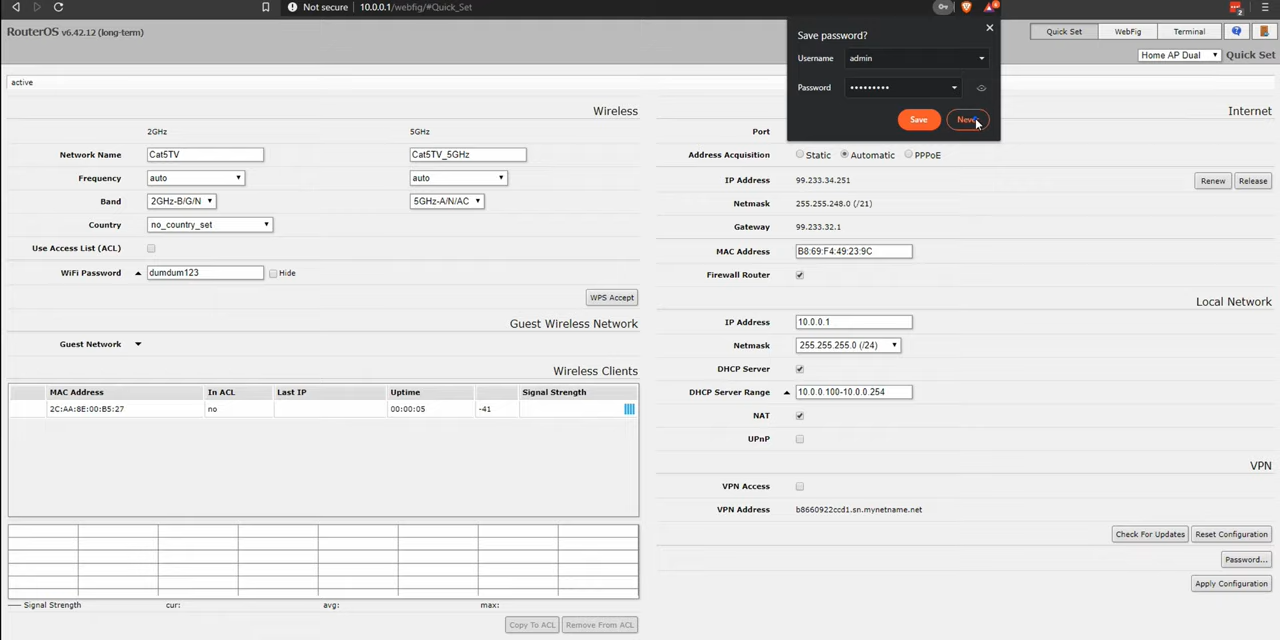 Not secure 10.0.0.1/webfig/#Quick_Set
2
4
RouterOS v6.42.12 (long-term)
Quick Set WebFig Terminal
Home AP Dual Quick Set
Save password?
Username admin
Password •••••••••
Save
active
Wireless
2GHz 5GHz
Network Name Cat5TV Cat5TV_5GHz
Frequency auto auto
Band 2GHz-B/G/N 5GHz-A/N/AC
Country no_country_set
Use Access List (ACL)
WiFi Password dumdum123 Hide
WPS Accept
Guest Wireless Network
Guest Network
Wireless Clients
MAC Address In ACL Last IP Uptime Signal Strength
2C:AA:8E:00:B5:27 no 00:00:05 -41
Signal Strength cur: avg: max:
Copy To ACL Remove From ACL
Internet
Port
Address Acquisition Static Automatic PPPoE
IP Address 99.233.34.251 Renew Release
Netmask 255.255.248.0 (/21)
Gateway 99.233.32.1
MAC Address B8:69:F4:49:23:9C
Firewall Router
Local Network
IP Address 10.0.0.1
Netmask 255.255.255.0 (/24)
DHCP Server
DHCP Server Range 10.0.0.100-10.0.0.254
NAT
UPnP
VPN
VPN Access
VPN Address b8660922ccd1.sn.mynetname.net
Check For Updates Reset Configuration
Password...
Apply Configuration